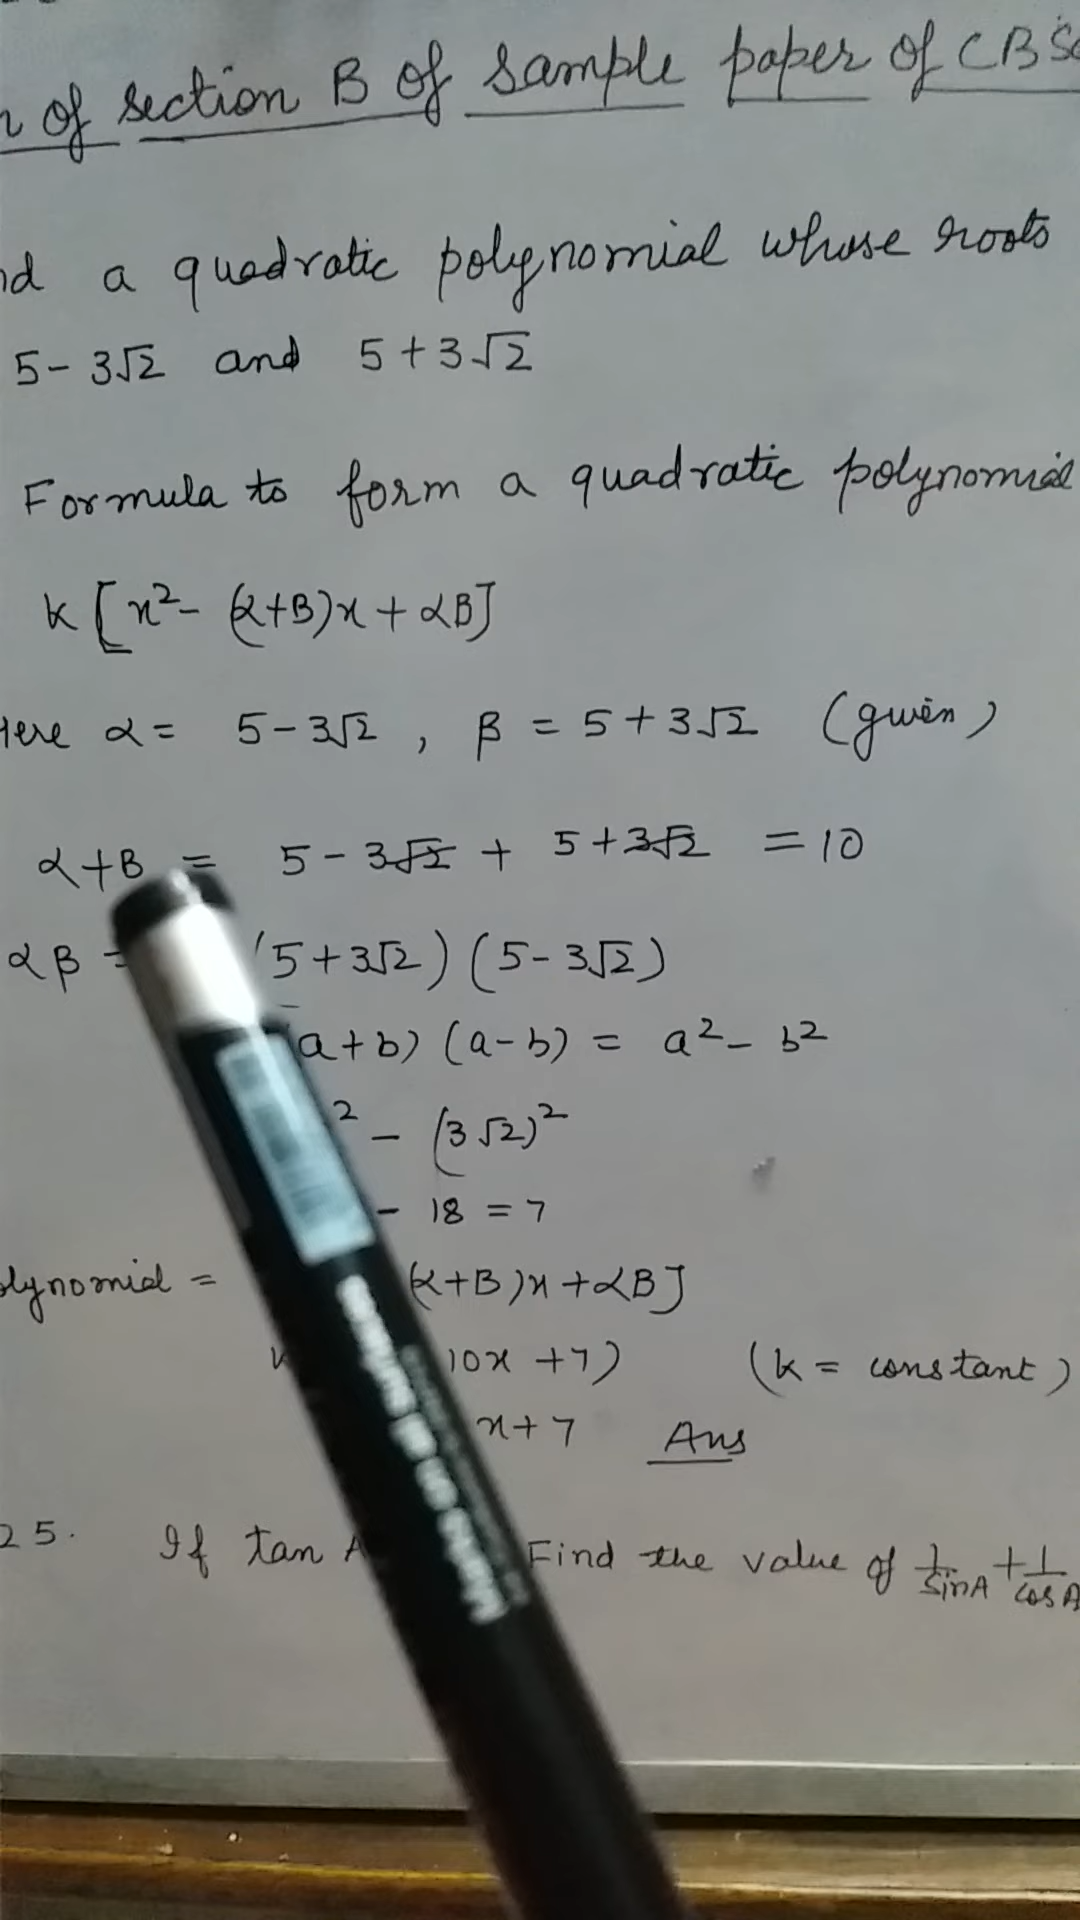 of section B of sample paper of CBS
a quadratic polynomial whose roots
5 - 3√2 and 5 + 3√2
Formula to form a quadratic polynomial
k [x² - (α+β)x + αβ]
α = 5 - 3√2 , β = 5 + 3√2 (given)
α+β = 5 - 3√2 + 5 + 3√2 = 10
αβ = (5 + 3√2) (5 - 3√2)
(a + b) (a - b) = a² - b²
² - (3√2)²
- 18 = 7
= (α+β)x + αβ]
10x + 7) (k = constant)
x + 7 Ans
25. If tan A Find the value of 1/sinA + 1/cosA